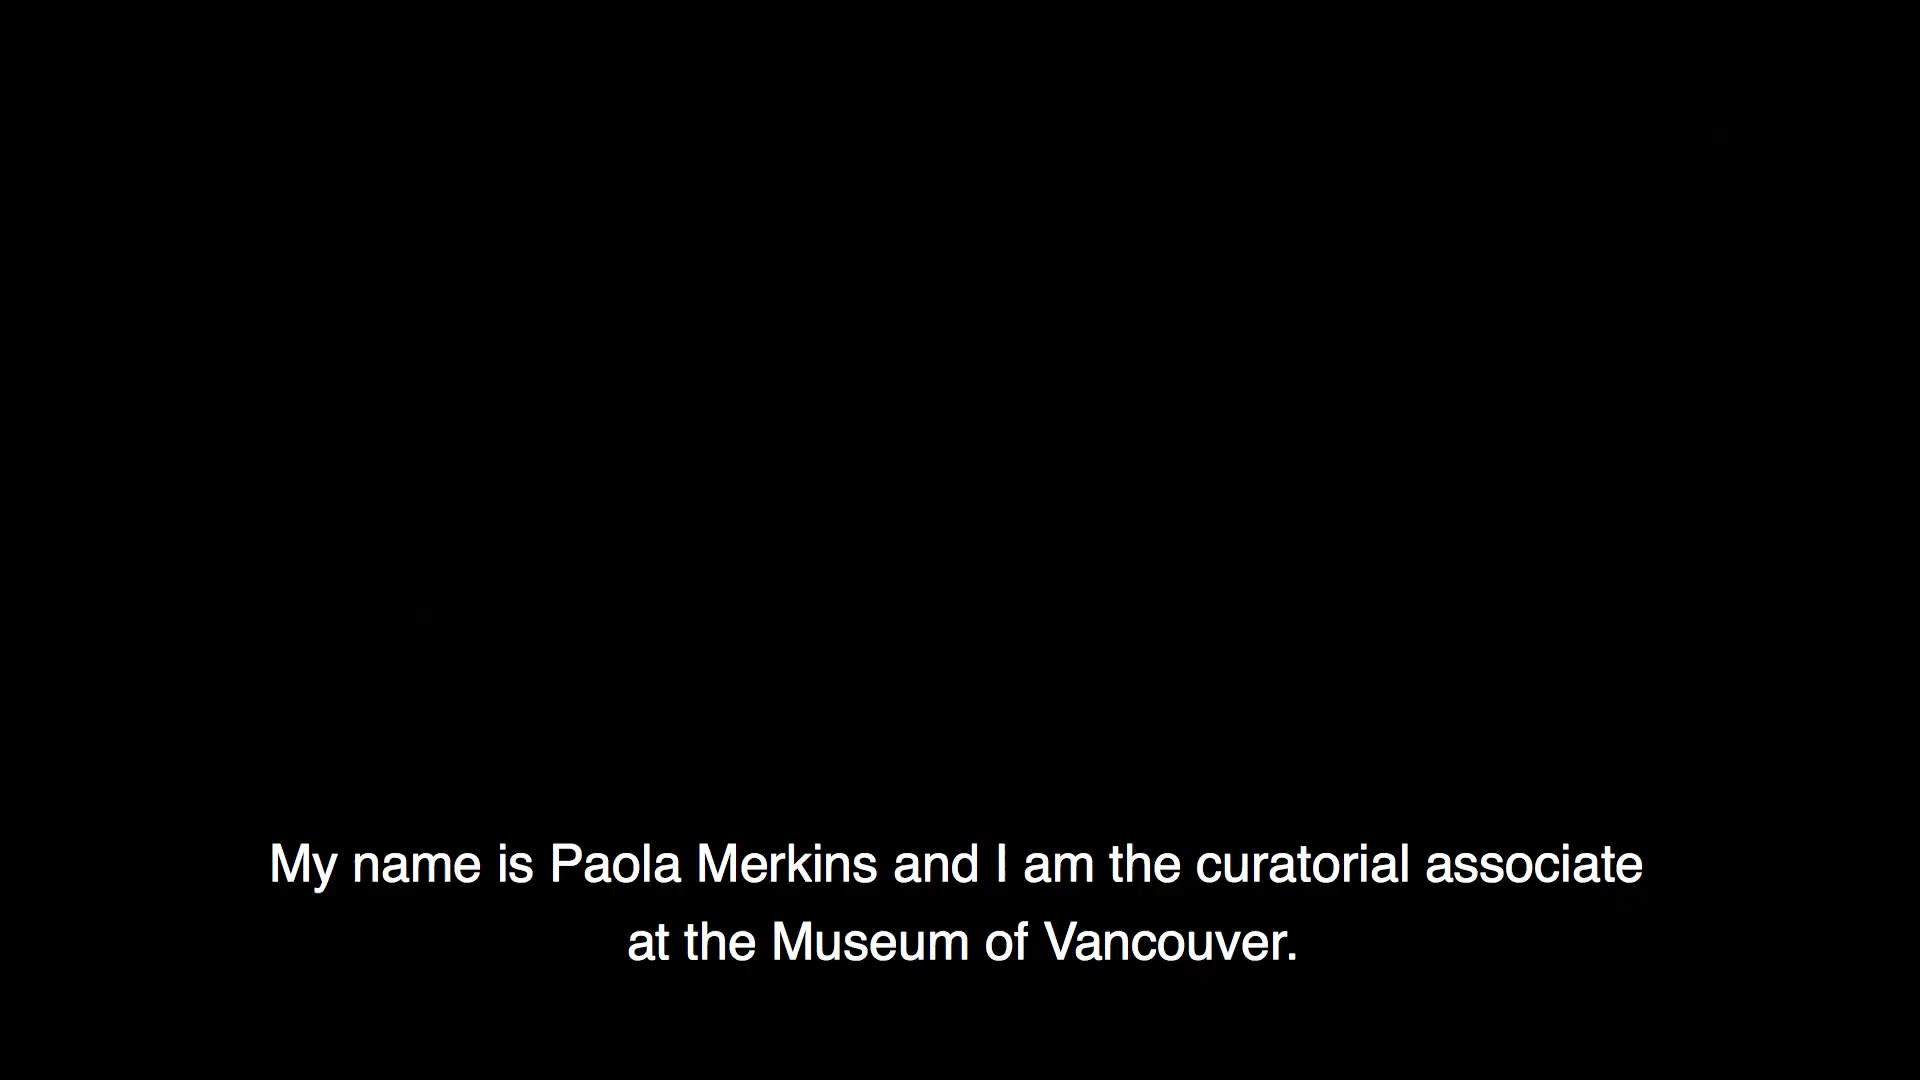 My name is Paola Merkins and I am the curatorial associate
at the Museum of Vancouver.